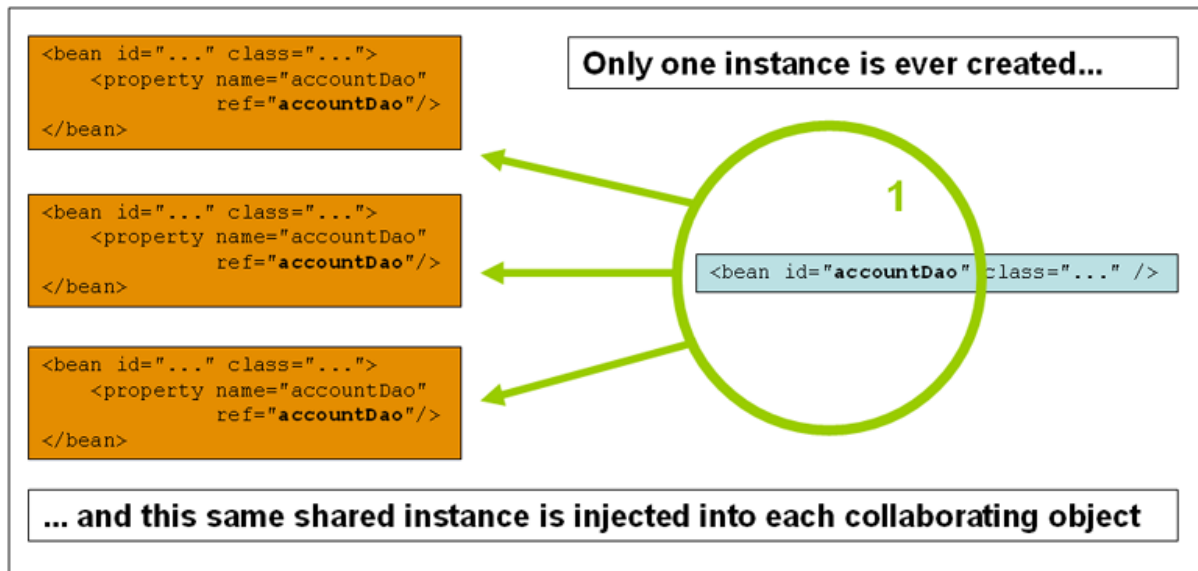 <bean id="..." class="...">
<property name="accountDao"
ref="accountDao"/>
</bean>
Only one instance is ever created...
<bean id="..." class="...">
<property name="accountDao"
ref="accountDao"/>
</bean>
1
<bean id="accountDao" class="..." />
<bean id="..." class="...">
<property name="accountDao"
ref="accountDao"/>
</bean>
... and this same shared instance is injected into each collaborating object